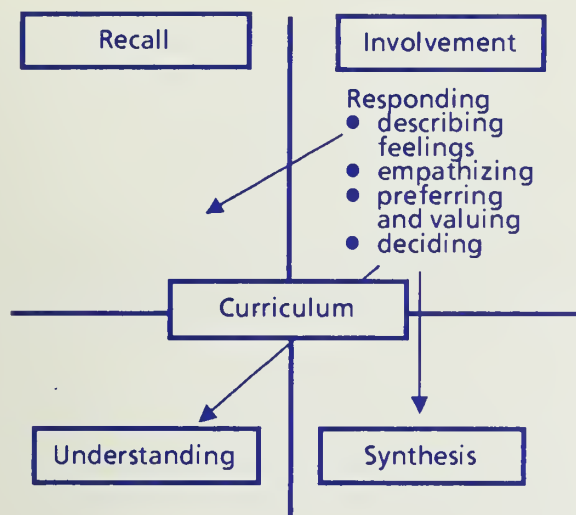 Recall
Involvement
Responding
● describing
feelings
● empathizing
● preferring
and valuing
● deciding
Curriculum
Understanding
Synthesis